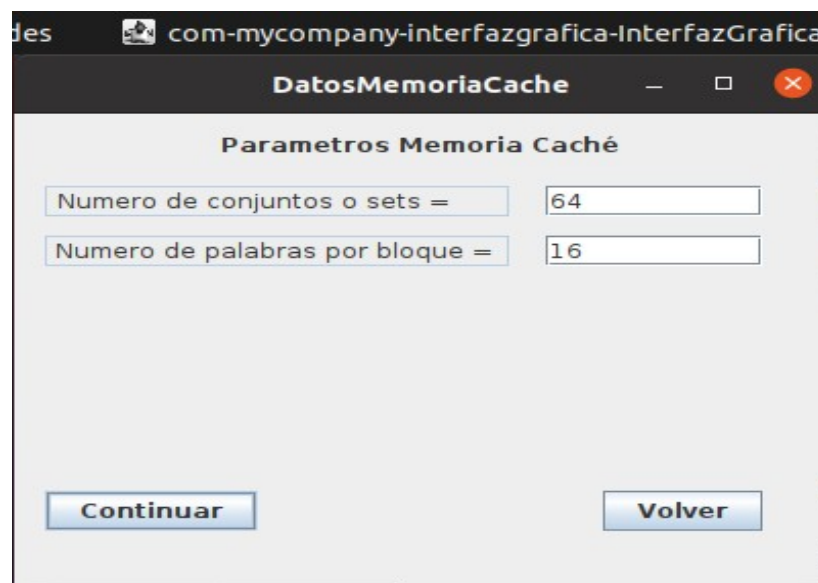 des com-mycompany-interfazgrafica-InterfazGrafica
DatosMemoriaCache
Parametros Memoria Caché
Numero de conjuntos o sets = 64
Numero de palabras por bloque = 16
Continuar Volver